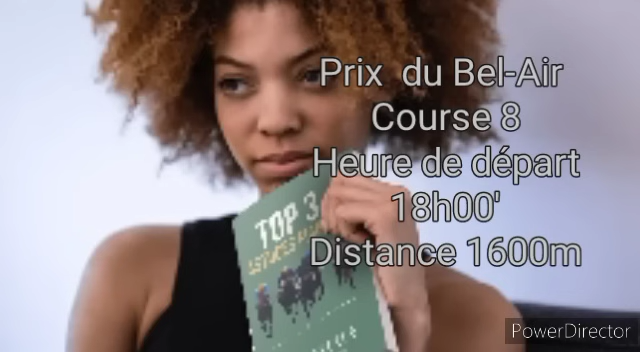 Prix du Bel-Air
Course 8
Heure de départ
18h00'
Distance 1600m
TOP 3
PowerDirector